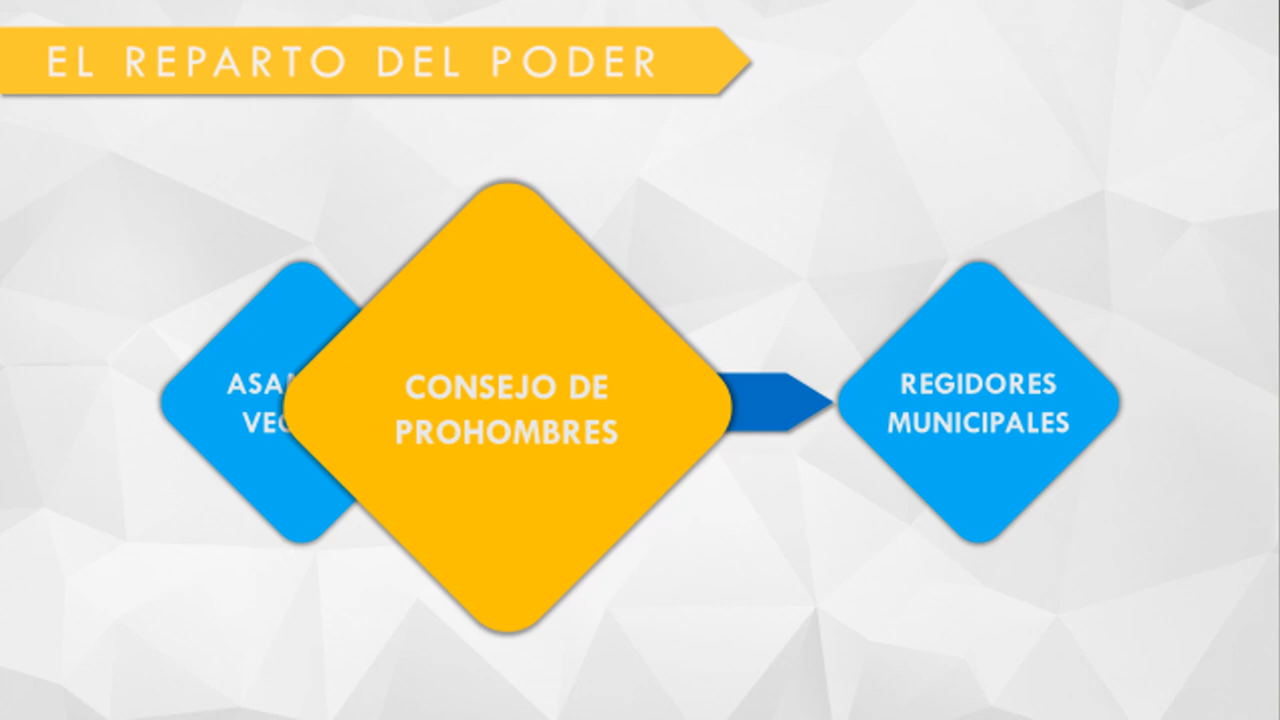 EL REPARTO DEL PODER
CONSEJO DE
PROHOMBRES
REGIDORES
MUNICIPALES